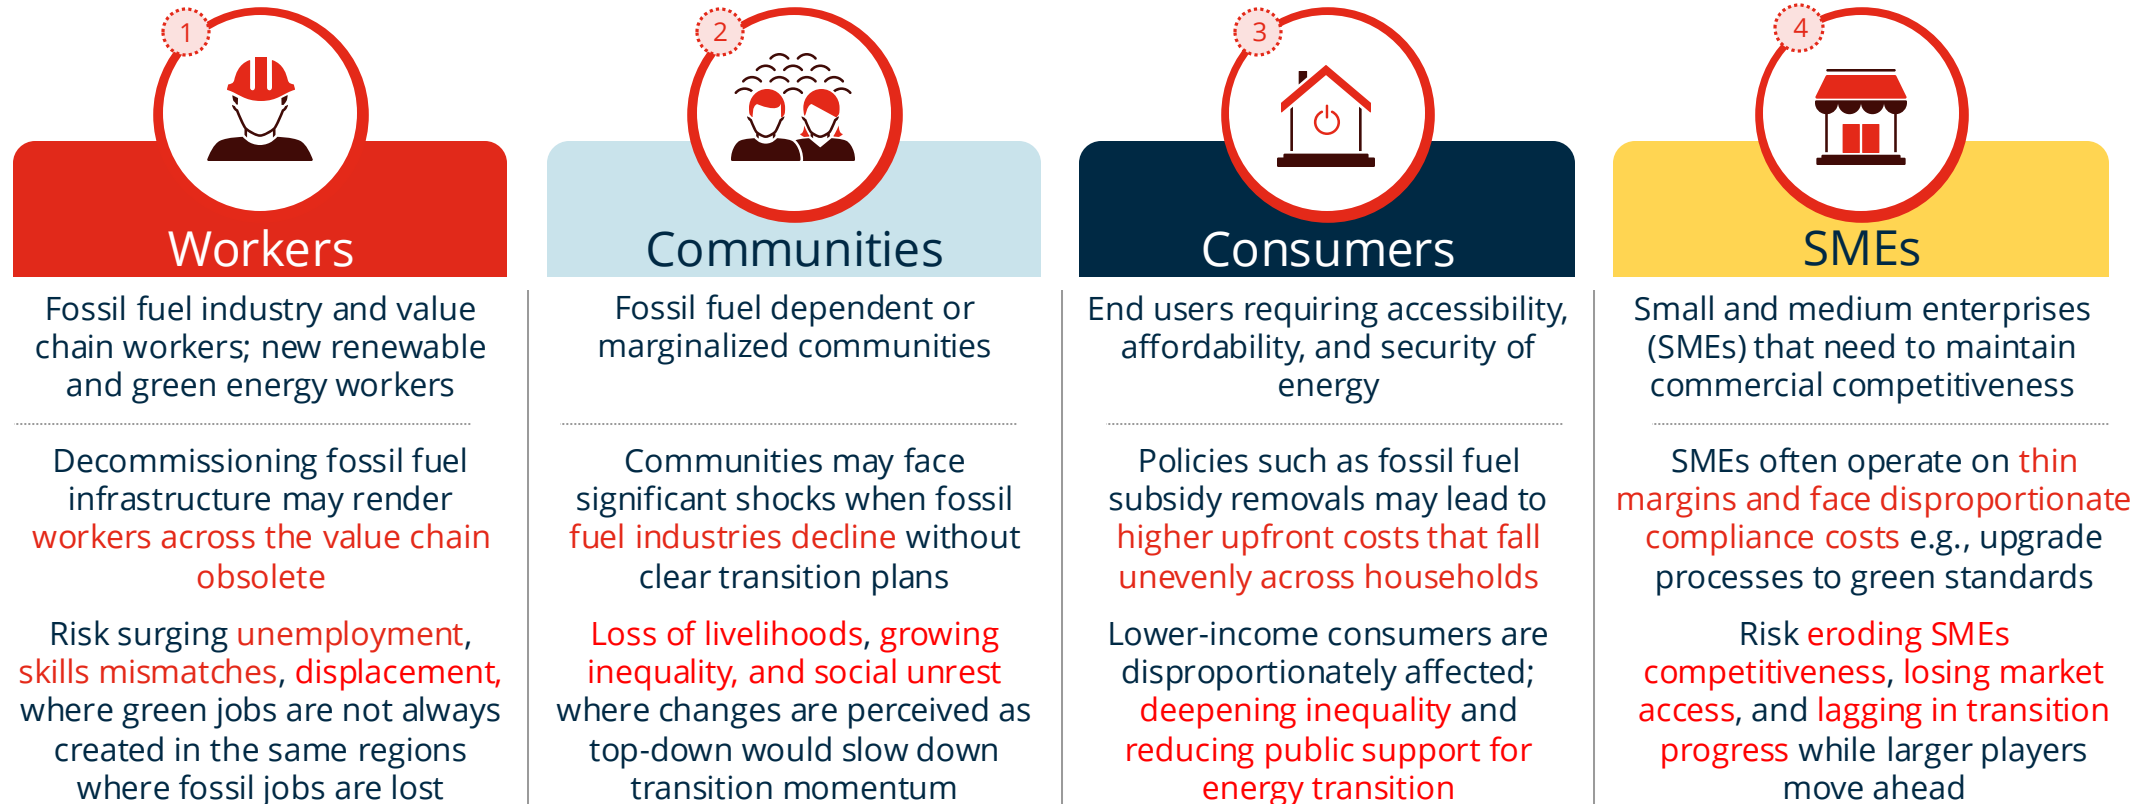 1
Workers
Fossil fuel industry and value
chain workers; new renewable
and green energy workers
Decommissioning fossil fuel
infrastructure may render
workers across the value chain
obsolete
Risk surging unemployment,
skills mismatches, displacement,
where green jobs are not always
created in the same regions
where fossil jobs are lost
2
Communities
Fossil fuel dependent or
marginalized communities
Communities may face
significant shocks when fossil
fuel industries decline without
clear transition plans
Loss of livelihoods, growing
inequality, and social unrest
where changes are perceived as
top-down would slow down
transition momentum
3
Consumers
End users requiring accessibility,
affordability, and security of
energy
Policies such as fossil fuel
subsidy removals may lead to
higher upfront costs that fall
unevenly across households
Lower-income consumers are
disproportionately affected;
deepening inequality and
reducing public support for
energy transition
4
SMEs
Small and medium enterprises
(SMEs) that need to maintain
commercial competitiveness
SMEs often operate on thin
margins and face disproportionate
compliance costs e.g., upgrade
processes to green standards
Risk eroding SMEs
competitiveness, losing market
access, and lagging in transition
progress while larger players
move ahead